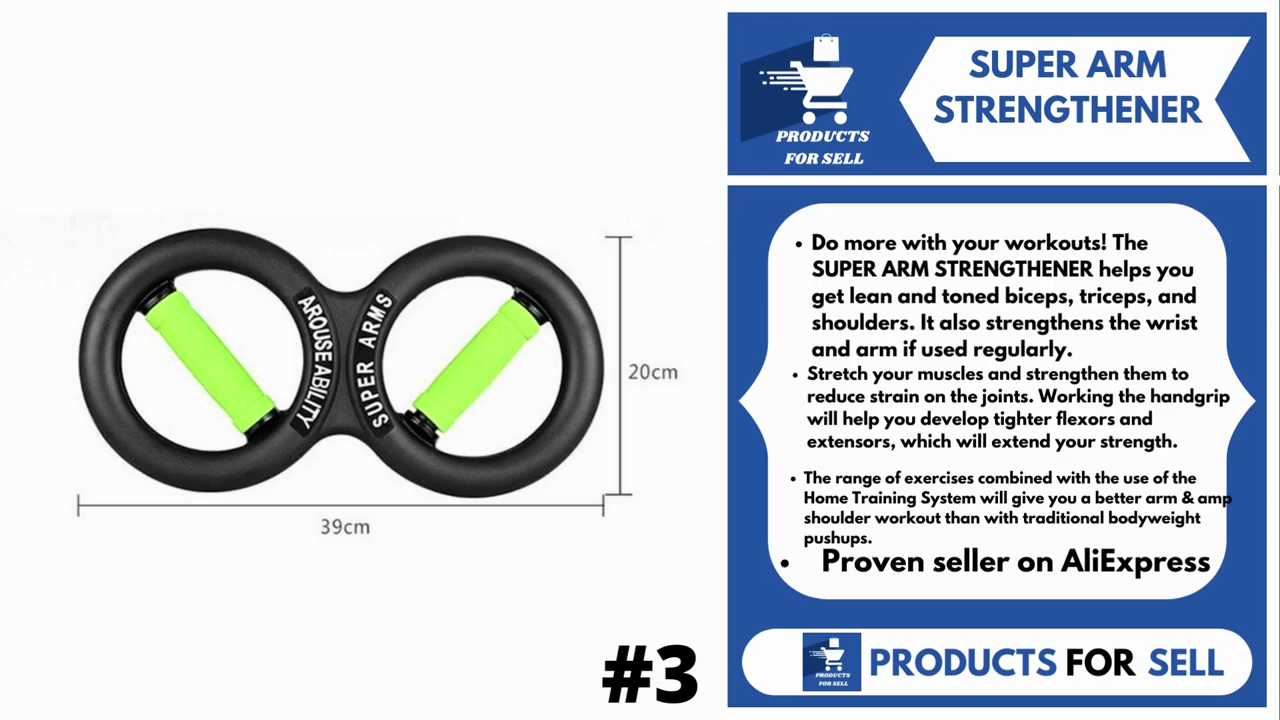 PRODUCTS
FOR SELL
SUPER ARM
STRENGTHENER
AROUSE ABILITY
SUPER ARMS
20cm
39cm
• Do more with your workouts! The
SUPER ARM STRENGTHENER helps you
get lean and toned biceps, triceps, and
shoulders. It also strengthens the wrist
and arm if used regularly.
• Stretch your muscles and strengthen them to
reduce strain on the joints. Working the handgrip
will help you develop tighter flexors and
extensors, which will extend your strength.
• The range of exercises combined with the use of the
Home Training System will give you a better arm & amp
shoulder workout than with traditional bodyweight
pushups.
• Proven seller on AliExpress
#3
PRODUCTS
FOR SELL
PRODUCTS FOR SELL